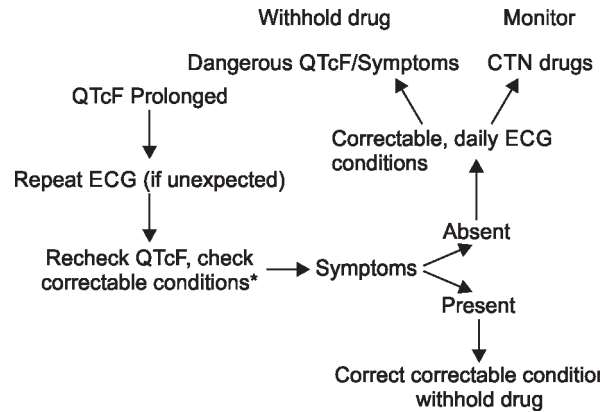 Withhold drug
Monitor
Dangerous QTcF/Symptoms
CTN drugs
QTcF Prolonged
Correctable, daily ECG
conditions
Repeat ECG (if unexpected)
Absent
Recheck QTcF, check
correctable conditions*
Symptoms
Present
Correct correctable condition
withhold drug